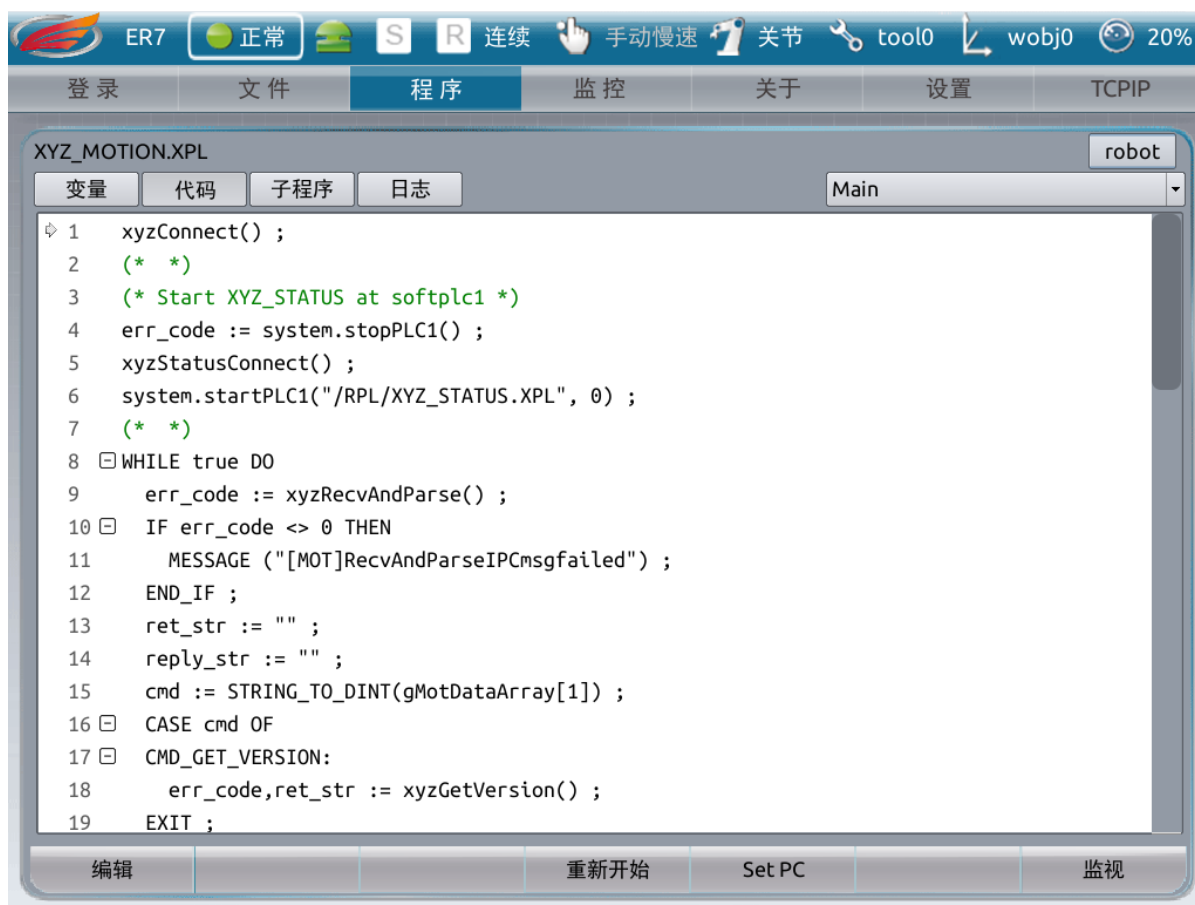 ER7 正常 S R 连续 手动慢速 关节 tool0 wobj0 20%
登录 文件 程序 监控 关于 设置 TCPIP
XYZ_MOTION.XPL robot
变量 代码 子程序 日志 Main
1 xyzConnect() ;
2 (*  *)
3 (* Start XYZ_STATUS at softplc1 *)
4 err_code := system.stopPLC1() ;
5 xyzStatusConnect() ;
6 system.startPLC1("/RPL/XYZ_STATUS.XPL", 0) ;
7 (*  *)
8 WHILE true DO
9 err_code := xyzRecvAndParse() ;
10 IF err_code <> 0 THEN
11 MESSAGE ("[MOT]RecvAndParseIPCmsgfailed") ;
12 END_IF ;
13 ret_str := "" ;
14 reply_str := "" ;
15 cmd := STRING_TO_DINT(gMotDataArray[1]) ;
16 CASE cmd OF
17 CMD_GET_VERSION:
18 err_code,ret_str := xyzGetVersion() ;
19 EXIT ;
编辑 重新开始 Set PC 监视